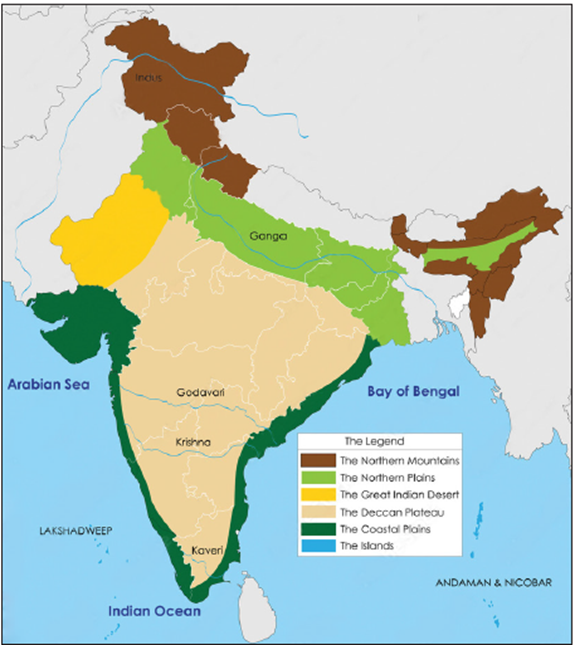 Indus
Ganga
Arabian Sea
Godavari
Bay of Bengal
Krishna
The Legend
The Northern Mountains
The Northern Plains
The Great Indian Desert
The Deccan Plateau
The Coastal Plains
The Islands
LAKSHADWEEP
Kaveri
ANDAMAN & NICOBAR
Indian Ocean